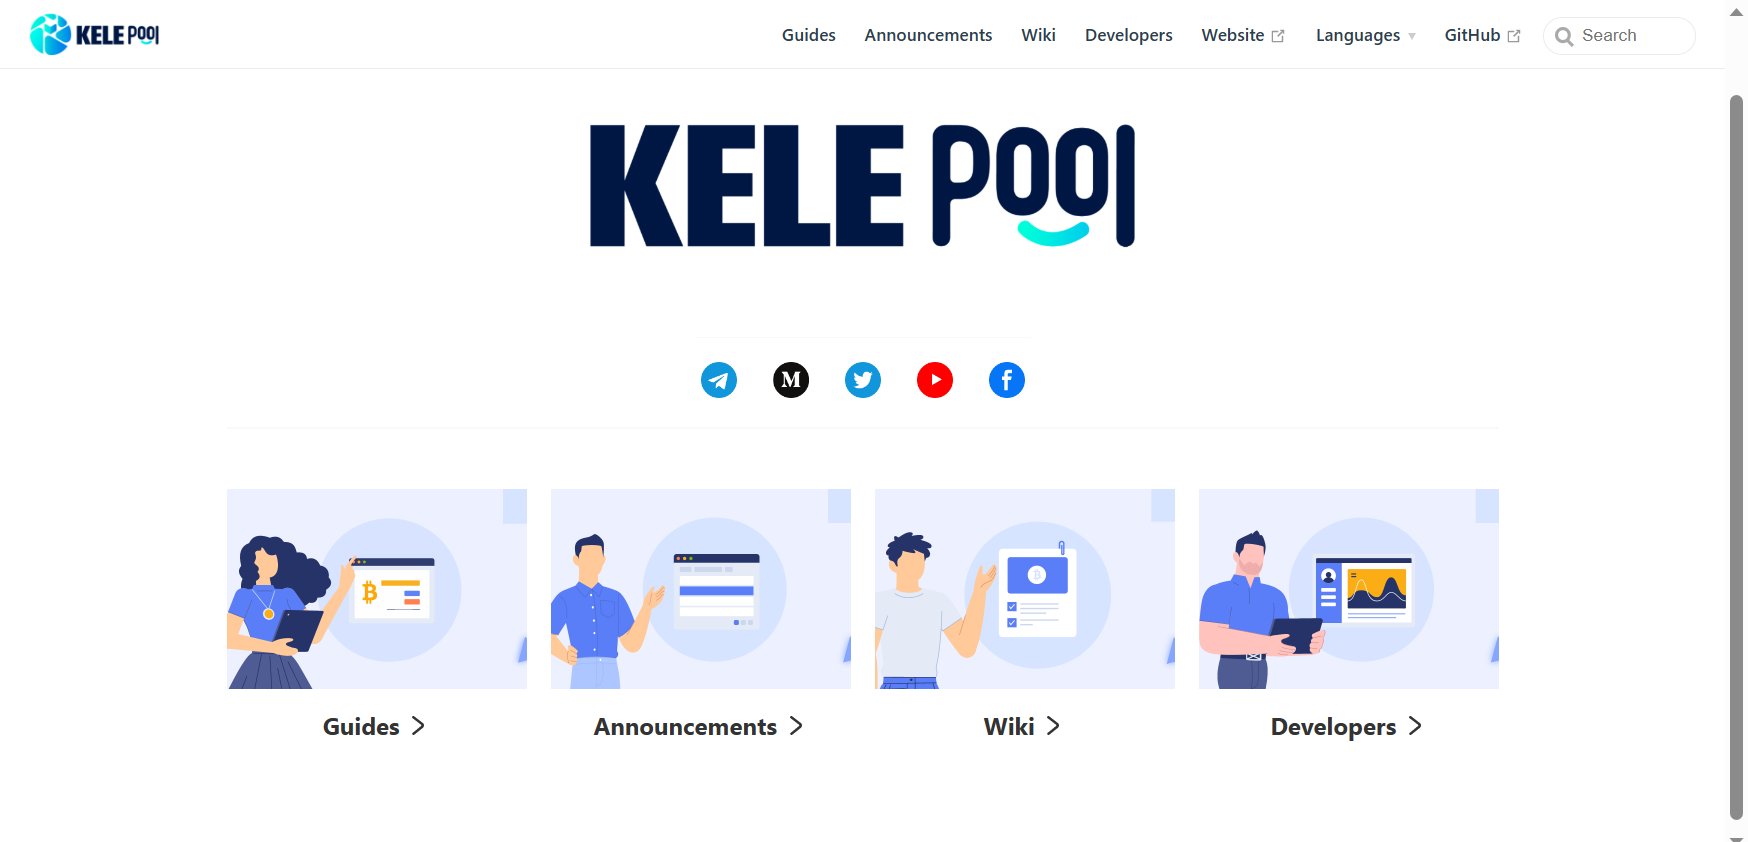 KELE POOL
Guides Announcements Wiki Developers Website Languages GitHub Search
KELE POOL
M
Guides
Announcements
Wiki
Developers